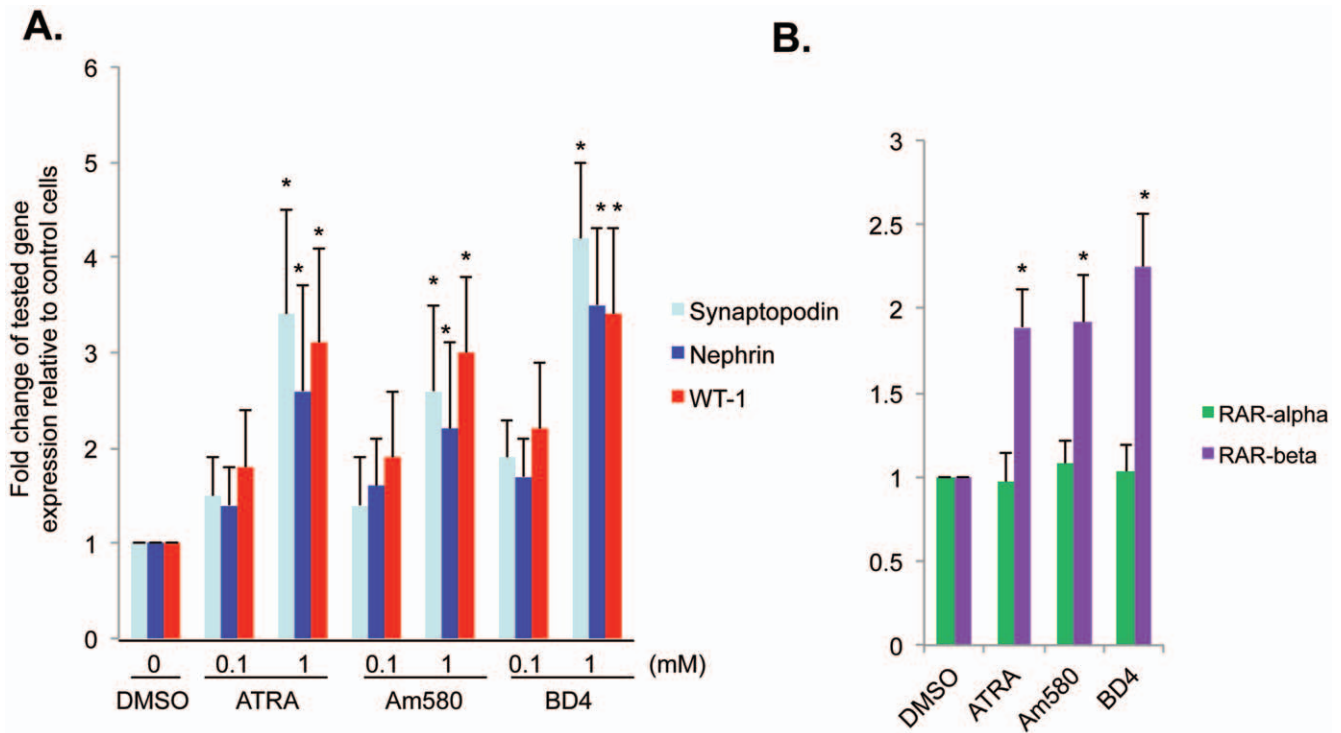 A.
Fold change of tested gene
expression relative to control cells
6
5
4
3
2
1
0
* * * * * * * * *
0 0.1 1 0.1 1 0.1 1 (mM)
DMSO ATRA Am580 BD4
Synaptopodin
Nephrin
WT-1
B.
3
2.5
2
1.5
1
0.5
0
* * *
DMSO ATRA Am580 BD4
RAR-alpha
RAR-beta